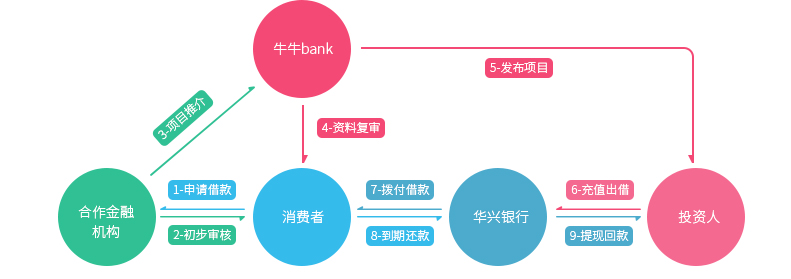 牛牛bank
5-发布项目
3-项目推介
4-资料复审
1-申请借款
7-拨付借款
6-充值出借
合作金融
机构
消费者
华兴银行
投资人
2-初步审核
8-到期还款
9-提现回款